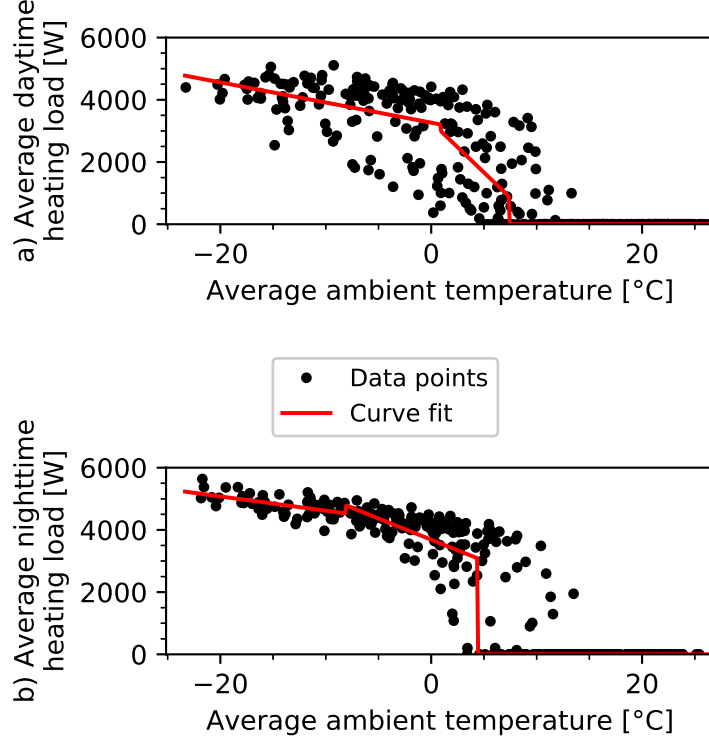 a) Average daytime
heating load [W]
6000
4000
2000
0
−20 0 20
Average ambient temperature [°C]
Data points
Curve fit
b) Average nighttime
heating load [W]
6000
4000
2000
0
−20 0 20
Average ambient temperature [°C]